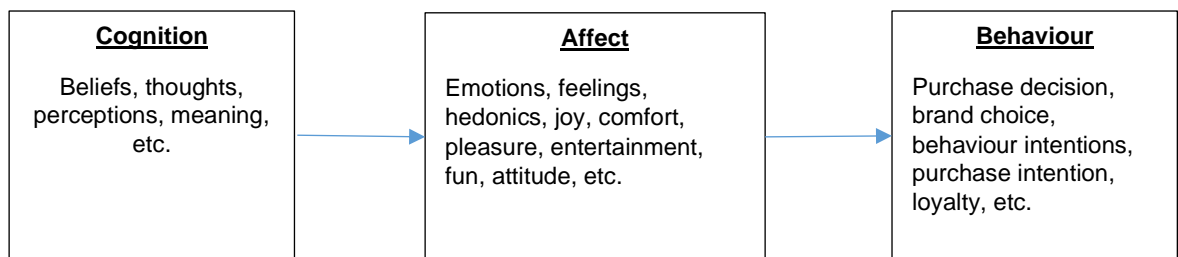 Cognition
Beliefs, thoughts,
perceptions, meaning,
etc.
Affect
Emotions, feelings,
hedonics, joy, comfort,
pleasure, entertainment,
fun, attitude, etc.
Behaviour
Purchase decision,
brand choice,
behaviour intentions,
purchase intention,
loyalty, etc.